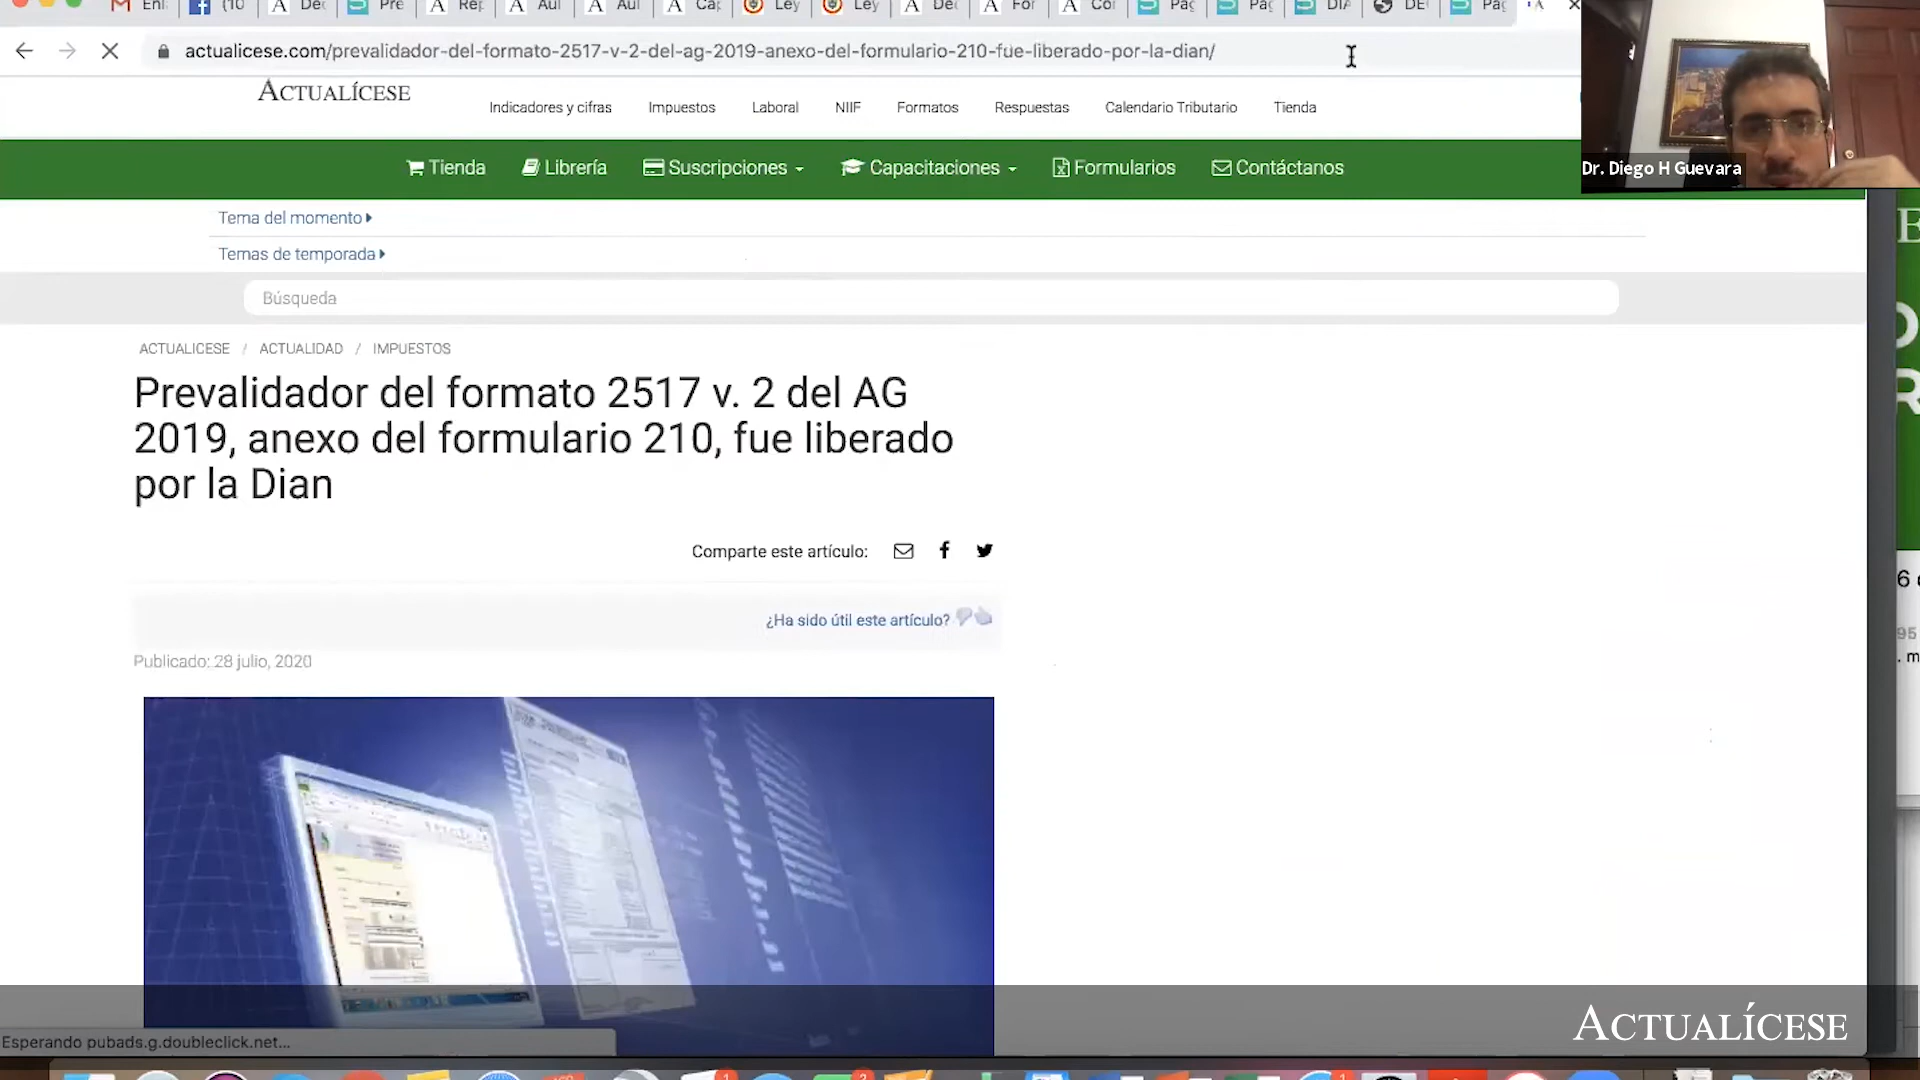 actualicese.com/prevalidador-del-formato-2517-v-2-del-ag-2019-anexo-del-formulario-210-fue-liberado-por-la-dian/
ACTUALÍCESE
Indicadores y cifras Impuestos Laboral NIIF Formatos Respuestas Calendario Tributario Tienda
Tienda Librería Suscripciones Capacitaciones Formularios Contáctanos
Dr. Diego H Guevara
Tema del momento
Temas de temporada
Búsqueda
ACTUALICESE / ACTUALIDAD / IMPUESTOS
Prevalidador del formato 2517 v. 2 del AG
2019, anexo del formulario 210, fue liberado
por la Dian
Comparte este artículo:
¿Ha sido útil este artículo?
Publicado: 28 julio, 2020
Esperando pubads.g.doubleclick.net...
ACTUALÍCESE